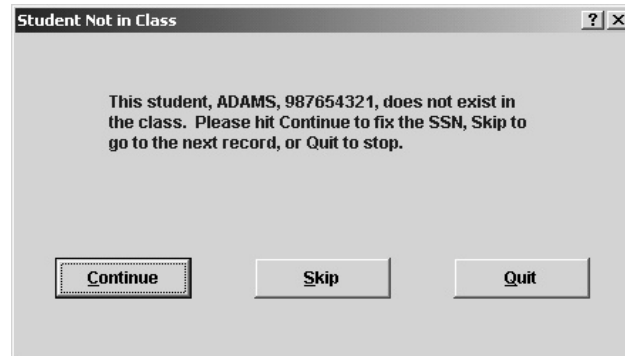 Student Not in Class
This student, ADAMS, 987654321, does not exist in
the class. Please hit Continue to fix the SSN, Skip to
go to the next record, or Quit to stop.
Continue Skip Quit